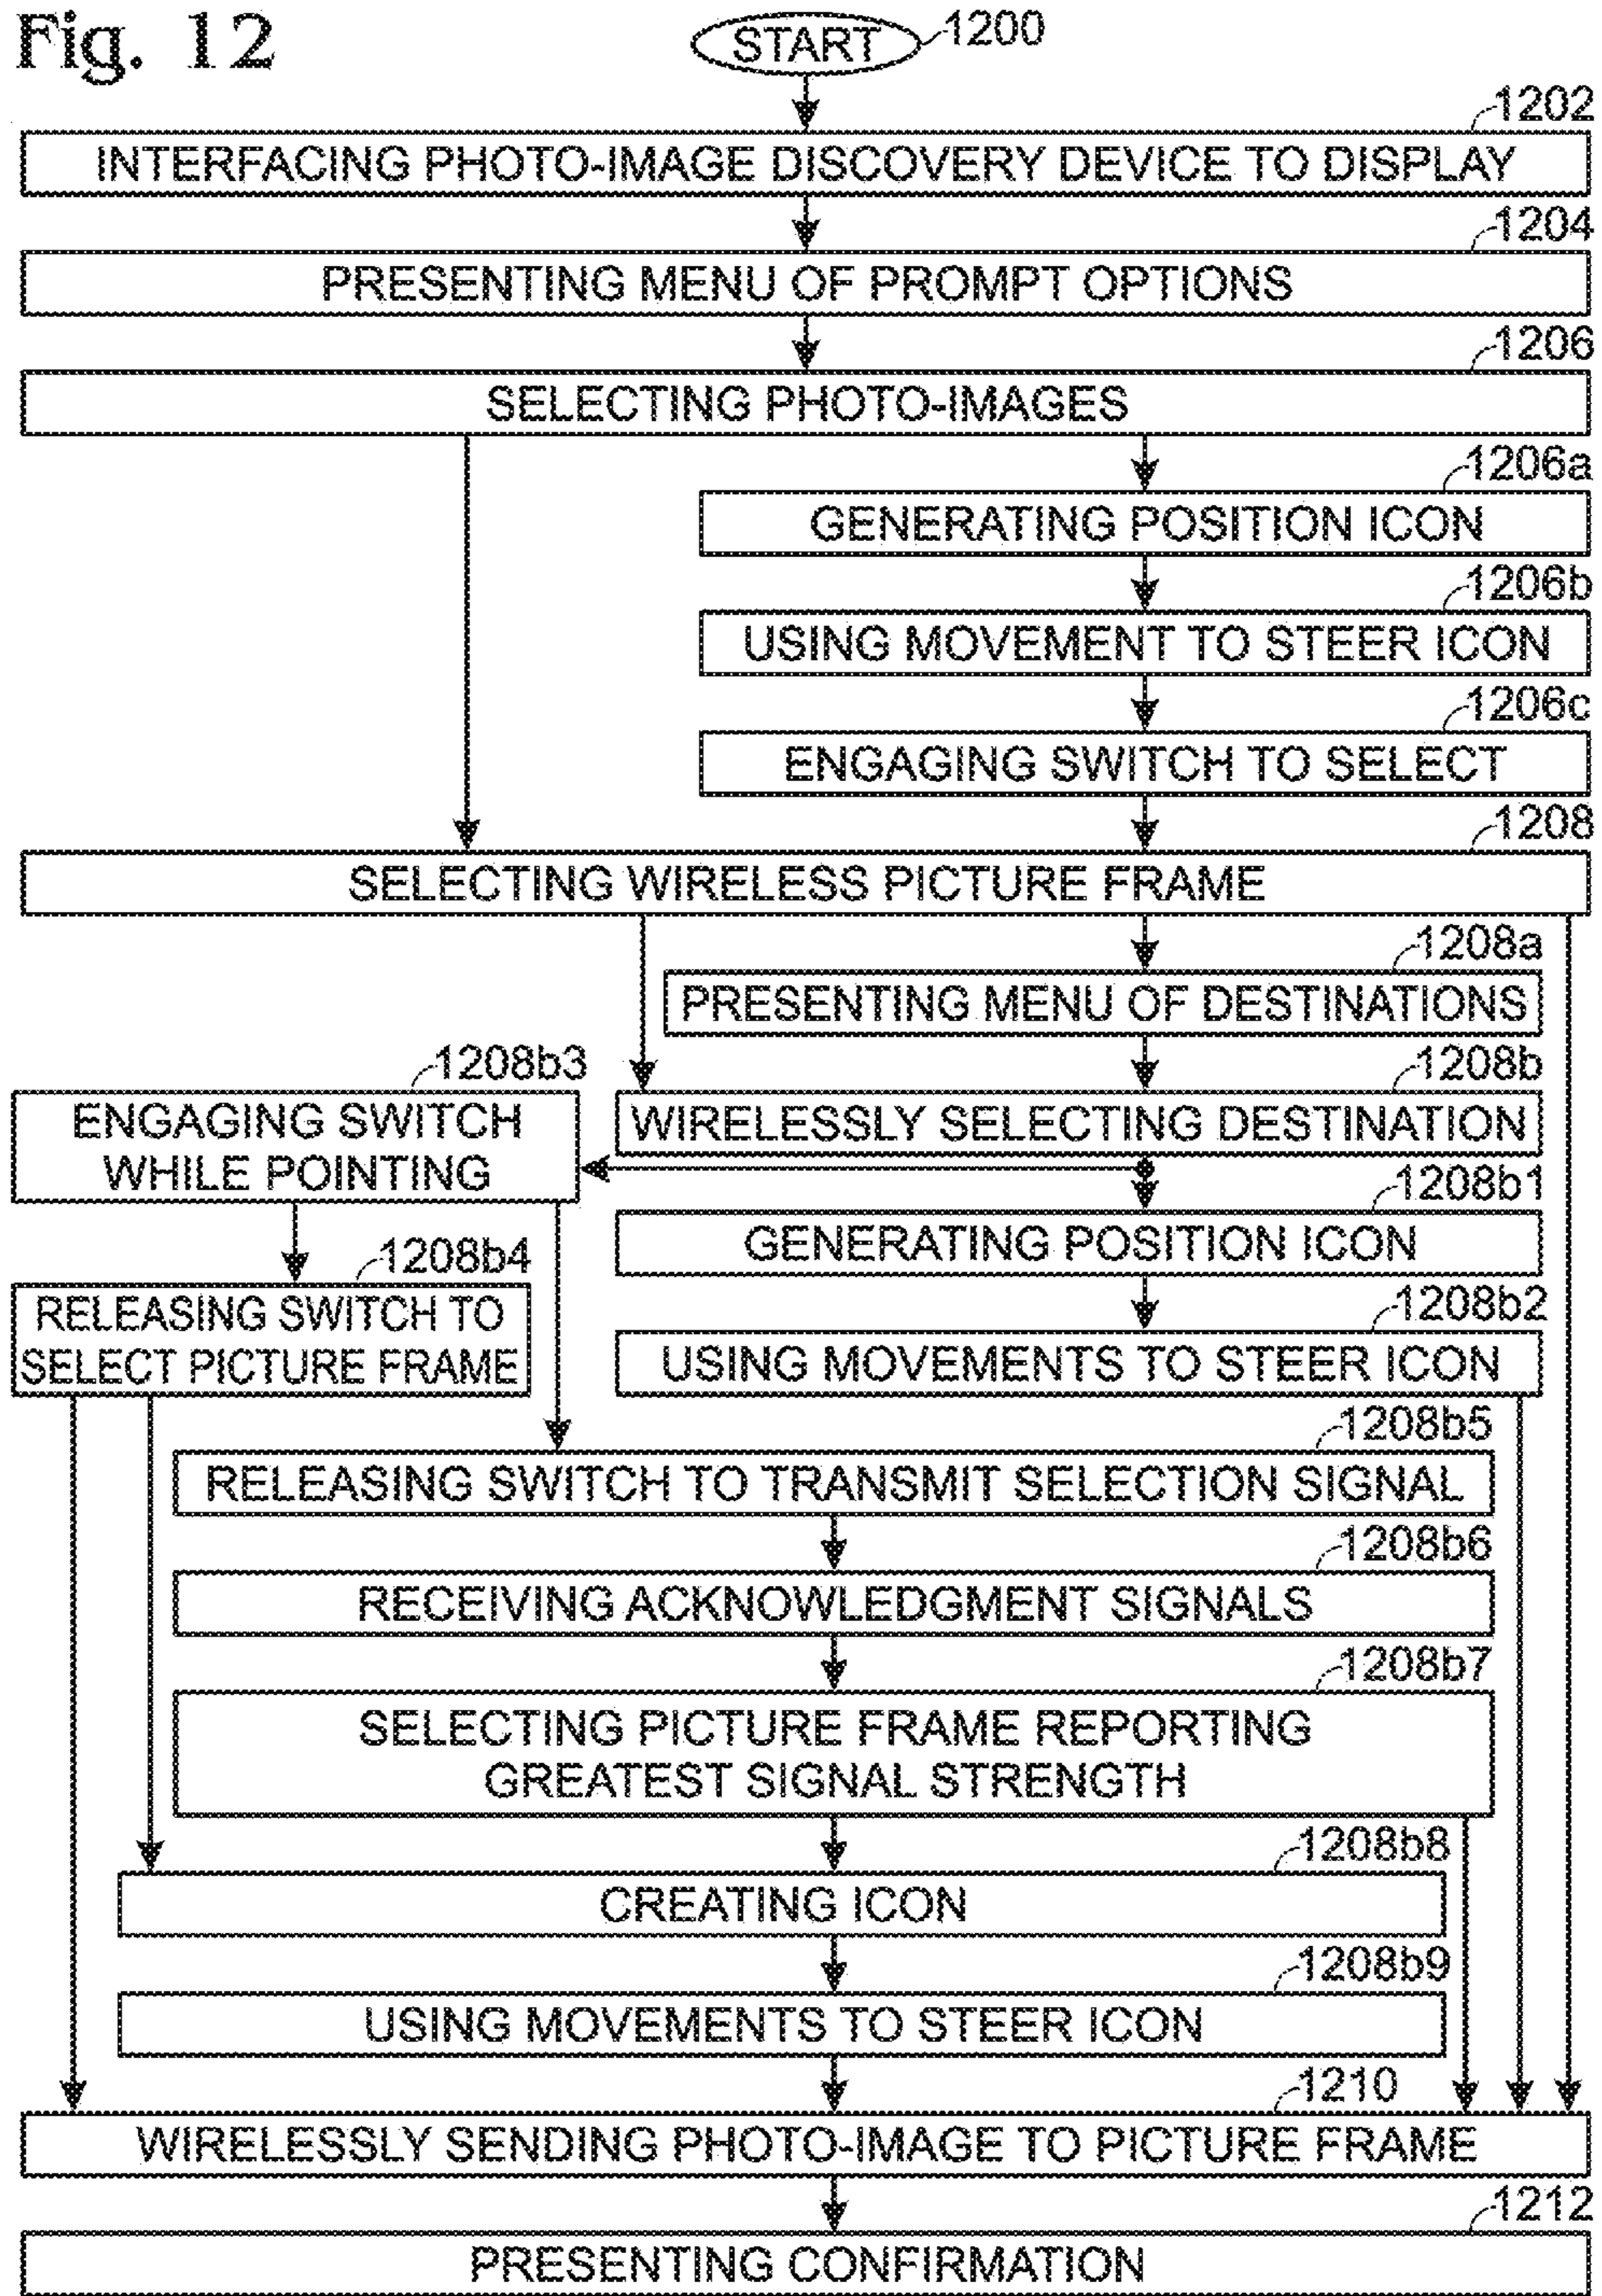 Fig. 12
START
1200
1202
INTERFACING PHOTO-IMAGE DISCOVERY DEVICE TO DISPLAY
1204
PRESENTING MENU OF PROMPT OPTIONS
1206
SELECTING PHOTO-IMAGES
1206a
GENERATING POSITION ICON
1206b
USING MOVEMENT TO STEER ICON
1206c
ENGAGING SWITCH TO SELECT
1208
SELECTING WIRELESS PICTURE FRAME
1208a
PRESENTING MENU OF DESTINATIONS
1208b
WIRELESSLY SELECTING DESTINATION
1208b3
ENGAGING SWITCH
WHILE POINTING
1208b1
GENERATING POSITION ICON
1208b4
RELEASING SWITCH TO
SELECT PICTURE FRAME
1208b2
USING MOVEMENTS TO STEER ICON
1208b5
RELEASING SWITCH TO TRANSMIT SELECTION SIGNAL
1208b6
RECEIVING ACKNOWLEDGMENT SIGNALS
1208b7
SELECTING PICTURE FRAME REPORTING
GREATEST SIGNAL STRENGTH
1208b8
CREATING ICON
1208b9
USING MOVEMENTS TO STEER ICON
1210
WIRELESSLY SENDING PHOTO-IMAGE TO PICTURE FRAME
1212
PRESENTING CONFIRMATION